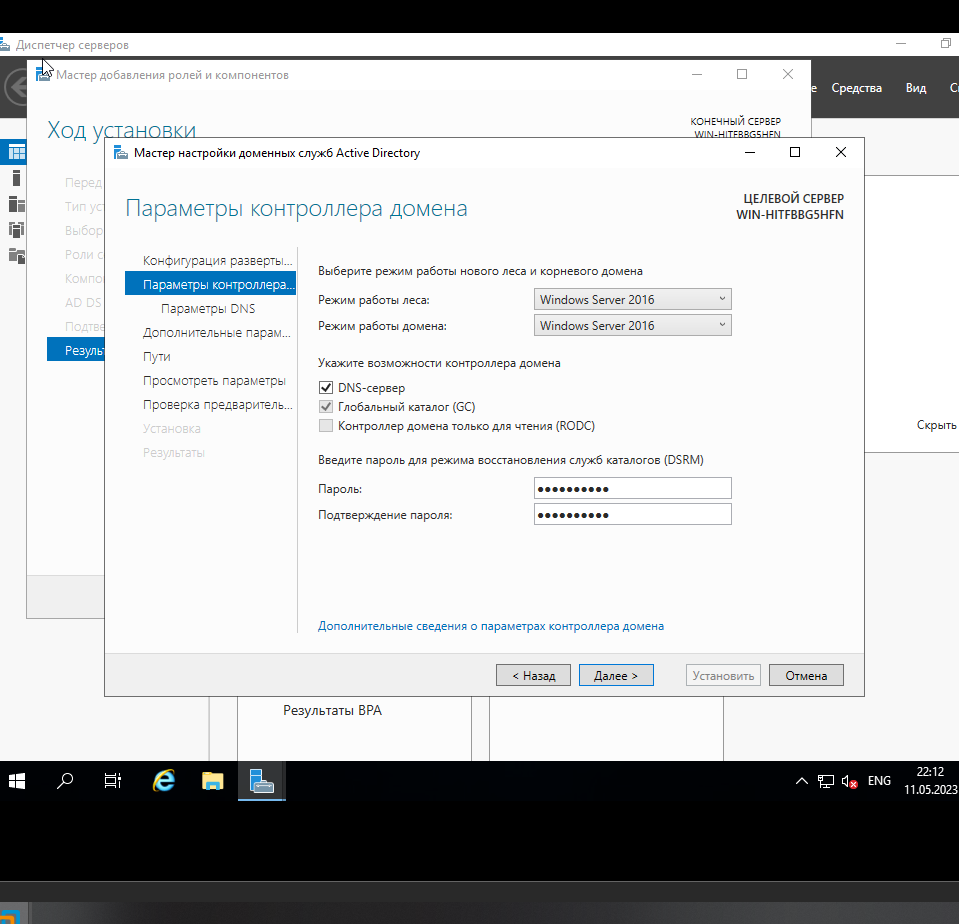 Диспетчер серверов
Мастер добавления ролей и компонентов
Средства
Вид
Ход установки
КОНЕЧНЫЙ СЕРВЕР
WIN-HITFBBG5HFN
Перед
Тип
Выбор
Роли с
AD DS
Мастер настройки доменных служб Active Directory
Параметры контроллера домена
ЦЕЛЕВОЙ СЕРВЕР
WIN-HITFBBG5HFN
Конфигурация разверты...
Параметры контроллера...
Параметры DNS
Дополнительные парам...
Пути
Просмотреть параметры
Проверка предваритель...
Установка
Результаты
Выберите режим работы нового леса и корневого домена
Режим работы леса: Windows Server 2016
Режим работы домена: Windows Server 2016
Укажите возможности контроллера домена
DNS-сервер
Глобальный каталог (GC)
Контроллер домена только для чтения (RODC)
Введите пароль для режима восстановления служб каталогов (DSRM)
Пароль: ●●●●●●●●●●
Подтверждение пароля: ●●●●●●●●●●
Дополнительные сведения о параметрах контроллера домена
< Назад
Далее >
Установить
Отмена
Скрыть
Результаты BPA
ENG
22:12
11.05.2023